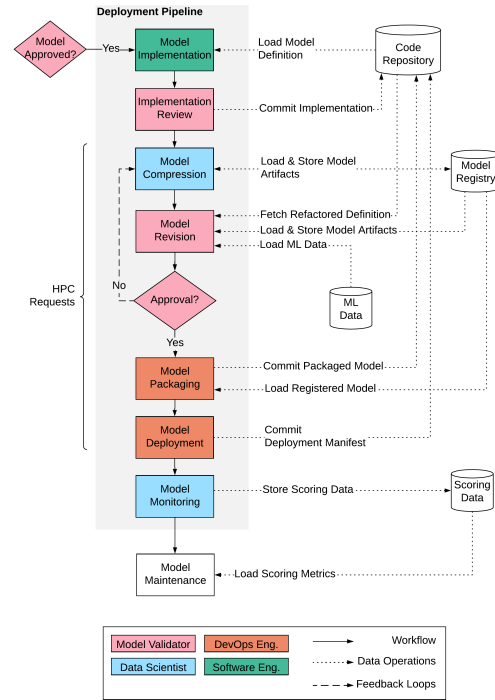 Deployment Pipeline
Model
Approved?
Yes
Model
Implementation
Load Model
Definition
Code
Repository
Implementation
Review
Commit Implementation
Model
Compression
Load & Store Model
Artifacts
Model
Registry
Fetch Refactored Definition
Model
Revision
Load & Store Model Artifacts
Load ML Data
No
HPC
Requests
Approval?
ML
Data
Yes
Model
Packaging
Commit Packaged Model
Load Registered Model
Model
Deployment
Commit
Deployment Manifest
Model
Monitoring
Store Scoring Data
Scoring
Data
Model
Maintenance
Load Scoring Metrics
Model Validator
DevOps Eng.
Workflow
Data Scientist
Software Eng.
Data Operations
Feedback Loops